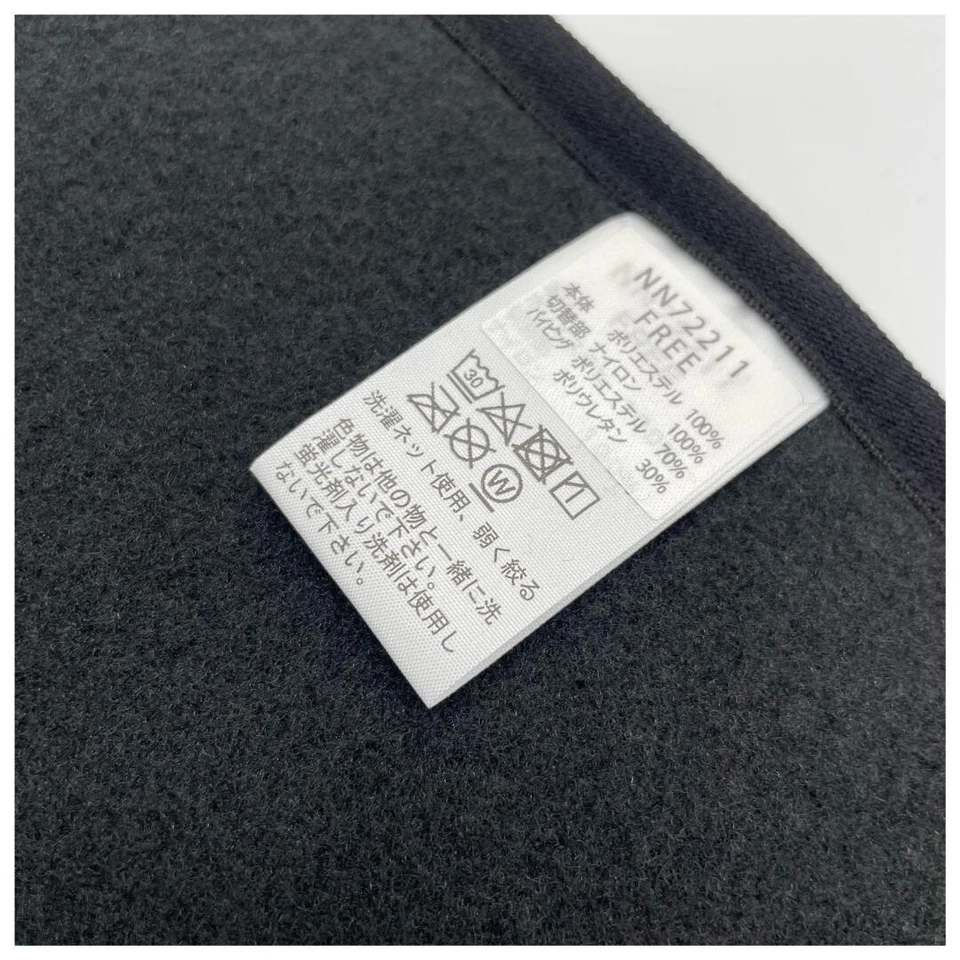 NN72211
FREE
本体 ポリエステル 100%
切替部 ナイロン 100%
パイピング ポリエステル 70%
ポリウレタン 30%
30
W
洗濯ネット使用、弱く絞る
色物は他の物と一緒に洗
濯しないで下さい。
蛍光剤入り洗剤は使用し
ないで下さい。